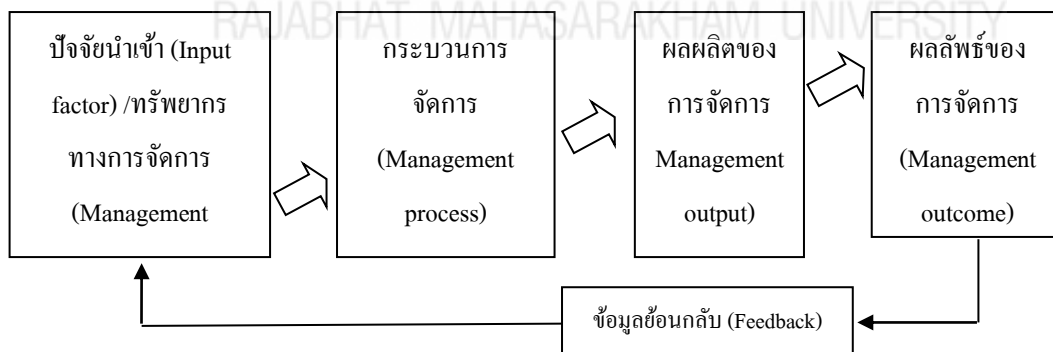 RAJABHAT MAHASARAKHAM UNIVERSITY
ปัจจัยนำเข้า (Input
factor) /ทรัพยากร
ทางการจัดการ
(Management
กระบวนการ
จัดการ
(Management
process)
ผลผลิตของ
การจัดการ
Management
output)
ผลลัพธ์ของ
การจัดการ
(Management
outcome)
ข้อมูลย้อนกลับ (Feedback)